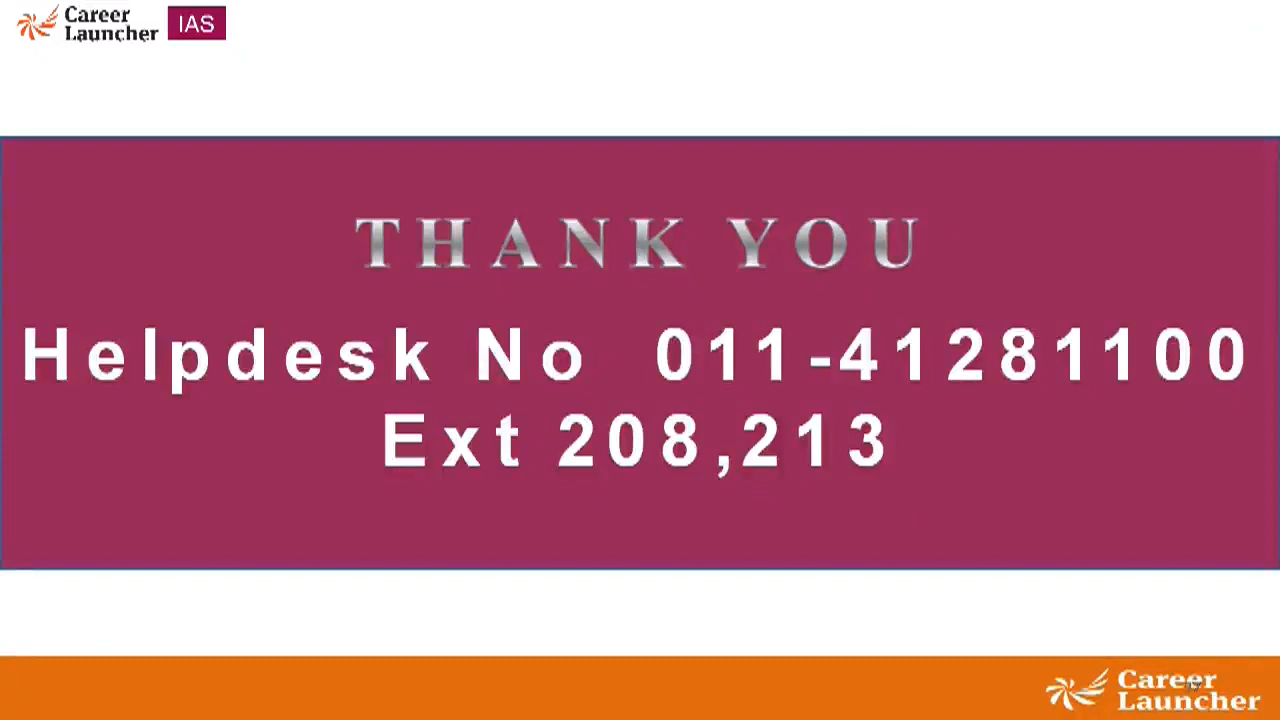 Career
Launcher
IAS
THANK YOU
Helpdesk No 011-41281100
Ext 208,213
Career
Launcher